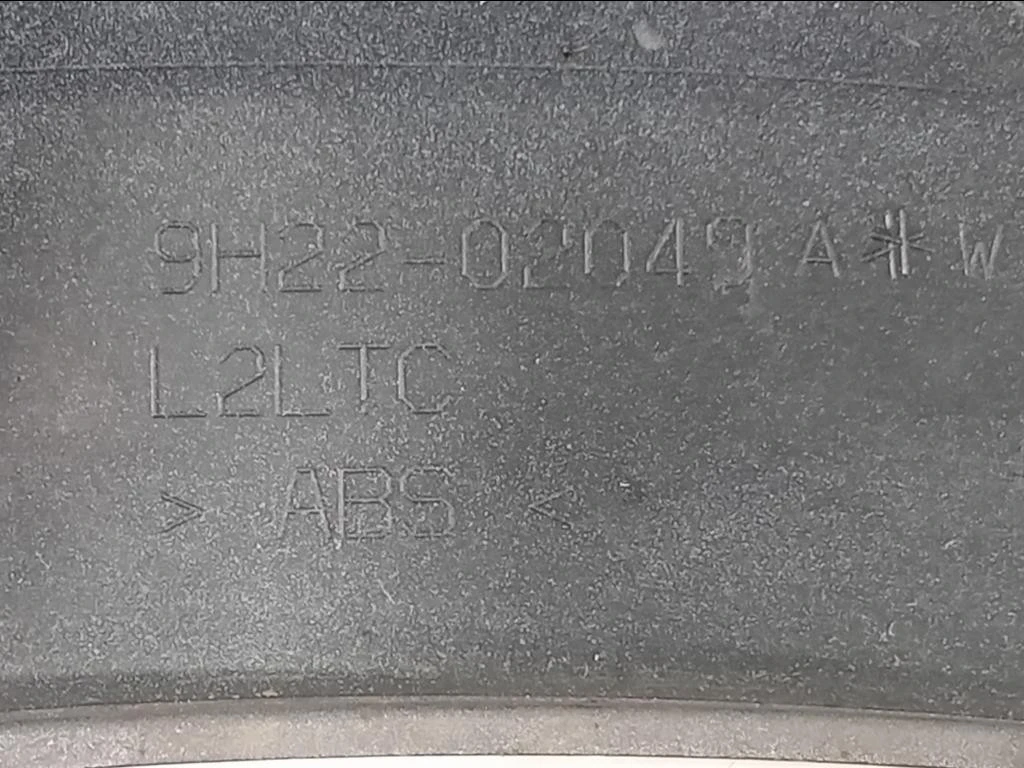 9H22-02049 A*W
L2LTC
> ABS <